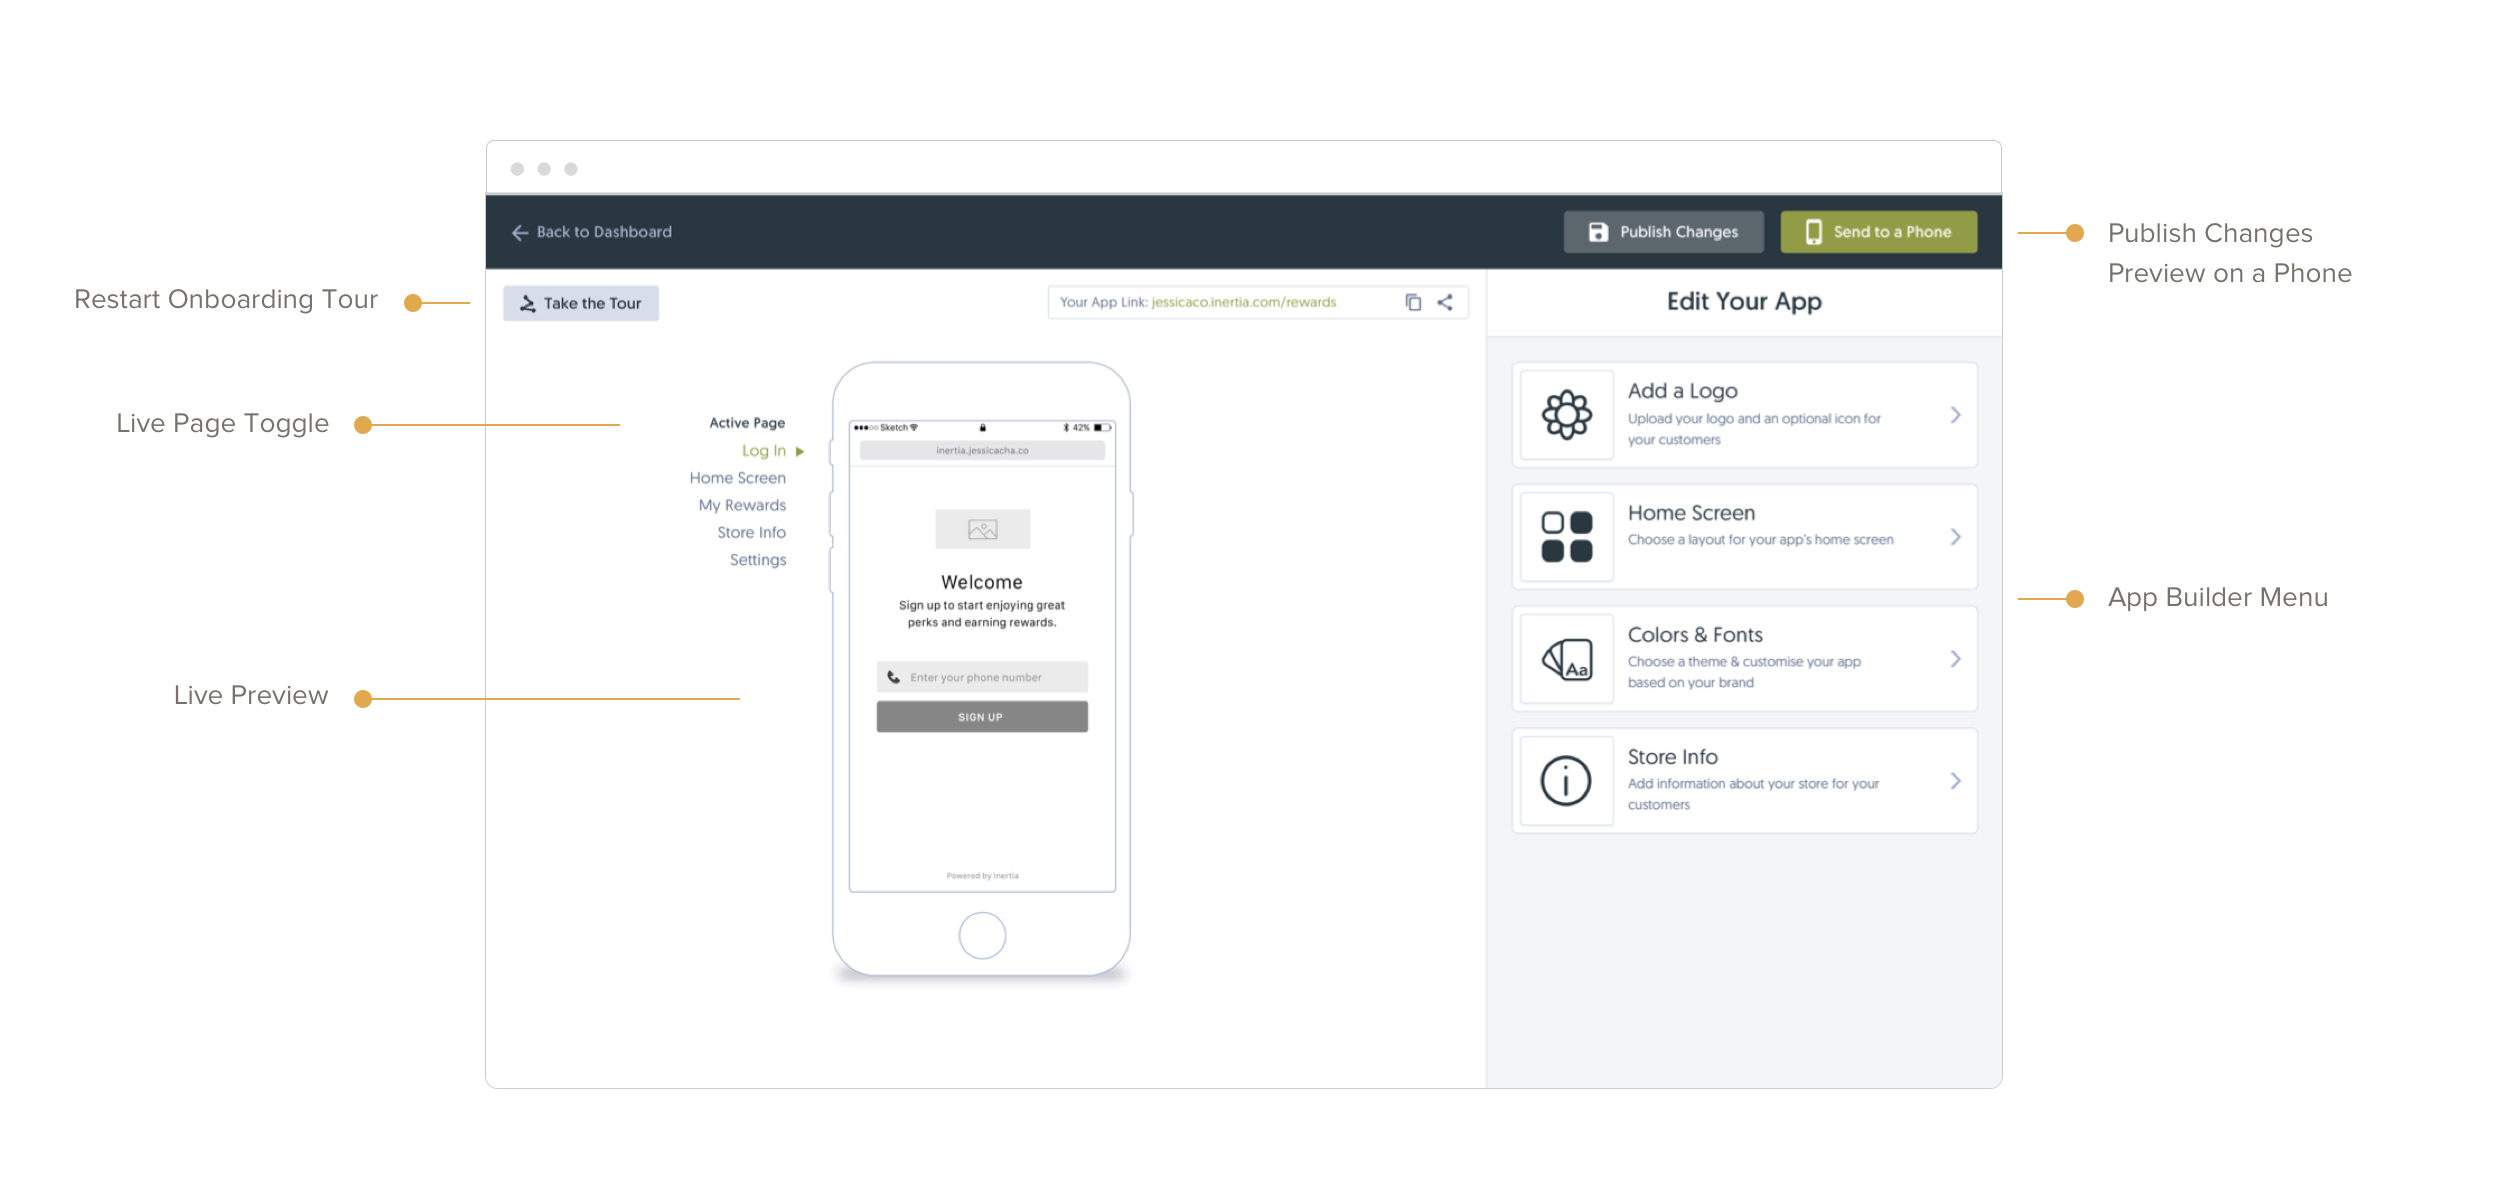 Back to Dashboard
Publish Changes
Send to a Phone
Publish Changes
Preview on a Phone
Restart Onboarding Tour
Take the Tour
Your App Link: jessicaco.inertia.com/rewards
Edit Your App
Live Page Toggle
Active Page
Log In
Home Screen
My Rewards
Store Info
Settings
Live Preview
Sketch
42%
inertia.jessicacha.co
Welcome
Sign up to start enjoying great
perks and earning rewards.
Enter your phone number
SIGN UP
Powered by Inertia
Add a Logo
Upload your logo and an optional icon for
your customers
Home Screen
Choose a layout for your app's home screen
Aa
Colors & Fonts
Choose a theme & customise your app
based on your brand
Store Info
Add information about your store for your
customers
App Builder Menu